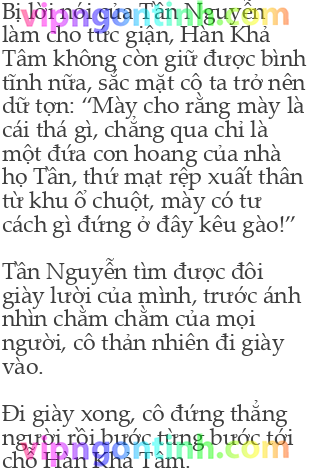 Bị lời nói của Tần Nguyễn
làm cho tức giận, Hàn Khả
Tâm không còn giữ được bình
tĩnh nữa, sắc mặt cô ta trở nên
dữ tợn: “Mày cho rằng mày là
cái thá gì, chẳng qua chỉ là
một đứa con hoang của nhà
họ Tần, thứ mạt rệp xuất thân
từ khu ổ chuột, mày có tư
cách gì đứng ở đây kêu gào!”
Tần Nguyễn tìm được đôi
giày lười của mình, trước ánh
nhìn chằm chằm của mọi
người, cô thản nhiên đi giày
vào.
Đi giày xong, cô đứng thẳng
người rồi bước từng bước tới
chỗ Hàn Khả Tâm.
vipngontinh.com
vipngontinh.com